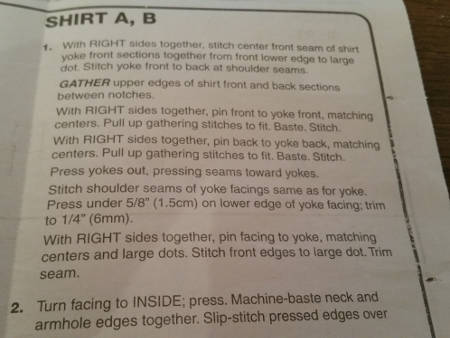 SHIRT A, B
1. With RIGHT sides together, stitch center front seam of shirt
yoke front sections together from front lower edge to large
dot. Stitch yoke front to back at shoulder seams.
GATHER upper edges of shirt front and back sections
between notches.
With RIGHT sides together, pin front to yoke front, matching
centers. Pull up gathering stitches to fit. Baste. Stitch.
With RIGHT sides together, pin back to yoke back, matching
centers. Pull up gathering stitches to fit. Baste. Stitch.
Press yokes out, pressing seams toward yokes.
Stitch shoulder seams of yoke facings same as for yoke.
Press under 5/8" (1.5cm) on lower edge of yoke facing; trim
to 1/4" (6mm).
With RIGHT sides together, pin facing to yoke, matching
centers and large dots. Stitch front edges to large dot. Trim
seam.
2. Turn facing to INSIDE; press. Machine-baste neck and
armhole edges together. Slip-stitch pressed edges over